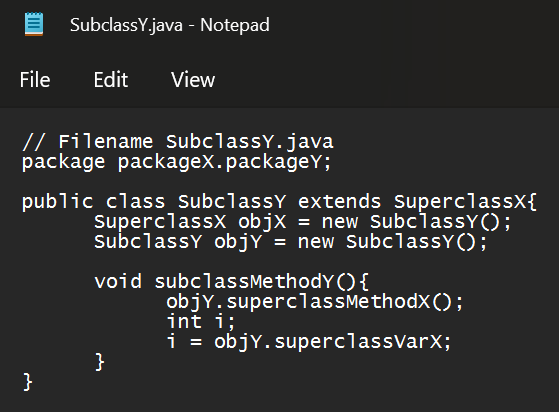 SubclassY.java - Notepad
File Edit View
// Filename SubclassY.java
package packageX.packageY;
public class SubclassY extends SuperclassX{
SuperclassX objX = new SubclassY();
SubclassY objY = new SubclassY();
void subclassMethodY(){
objY.superclassMethodX();
int i;
i = objY.superclassVarX;
}
}